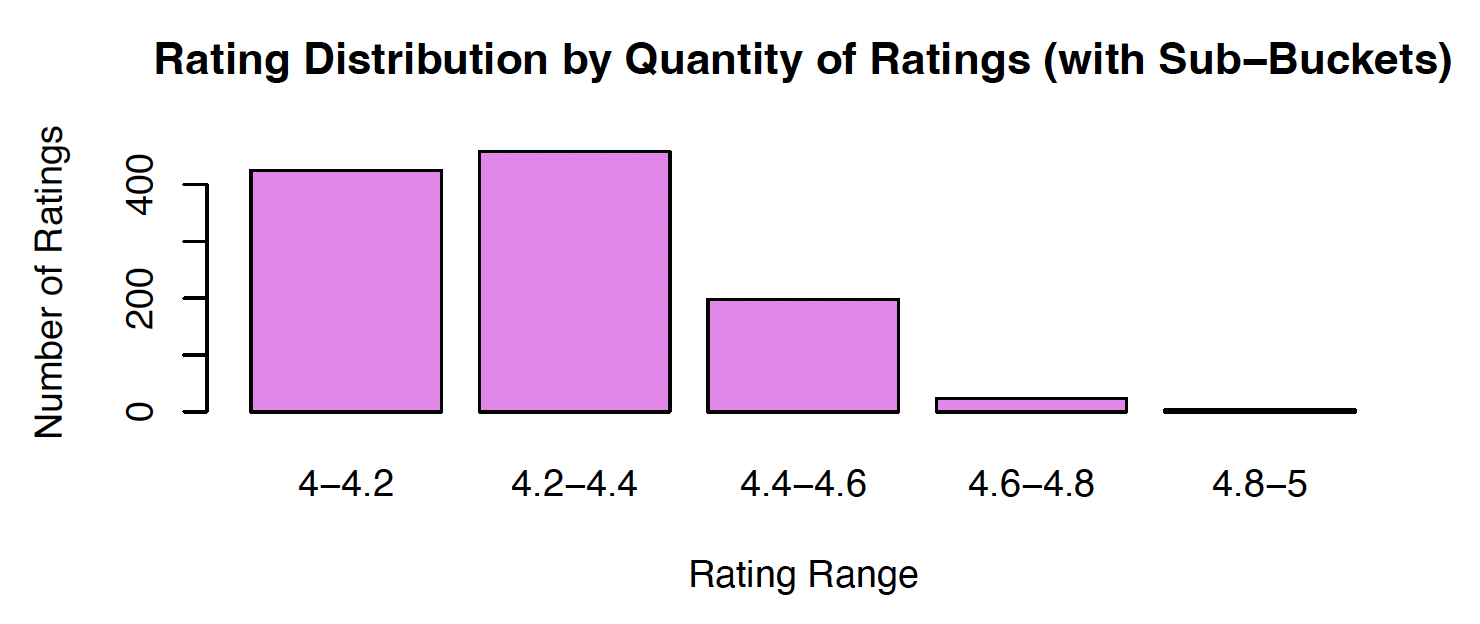 Rating Distribution by Quantity of Ratings (with Sub−Buckets)
Number of Ratings
400
200
0
4−4.2 4.2−4.4 4.4−4.6 4.6−4.8 4.8−5
Rating Range